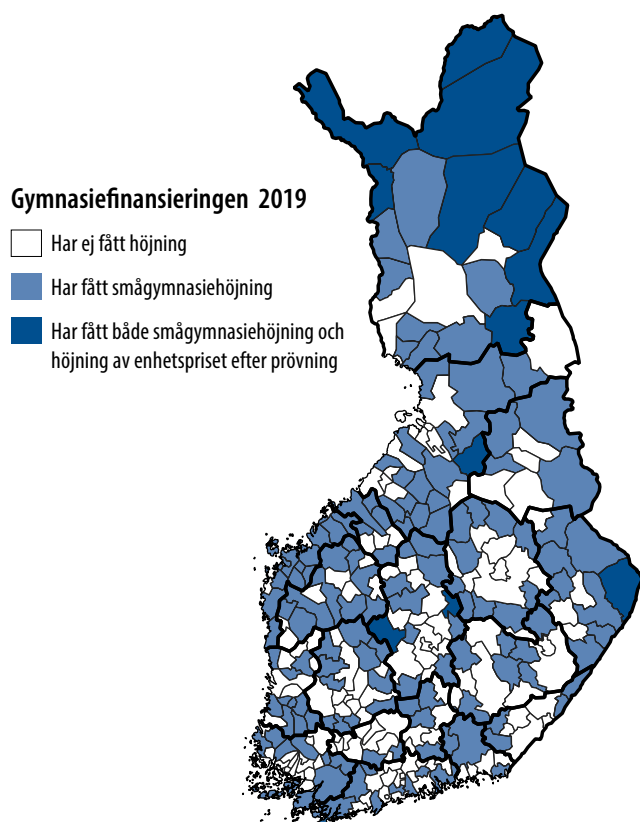 Gymnasiefinansieringen 2019
Har ej fått höjning
Har fått smågymnasiehöjning
Har fått både smågymnasiehöjning och
höjning av enhetspriset efter prövning